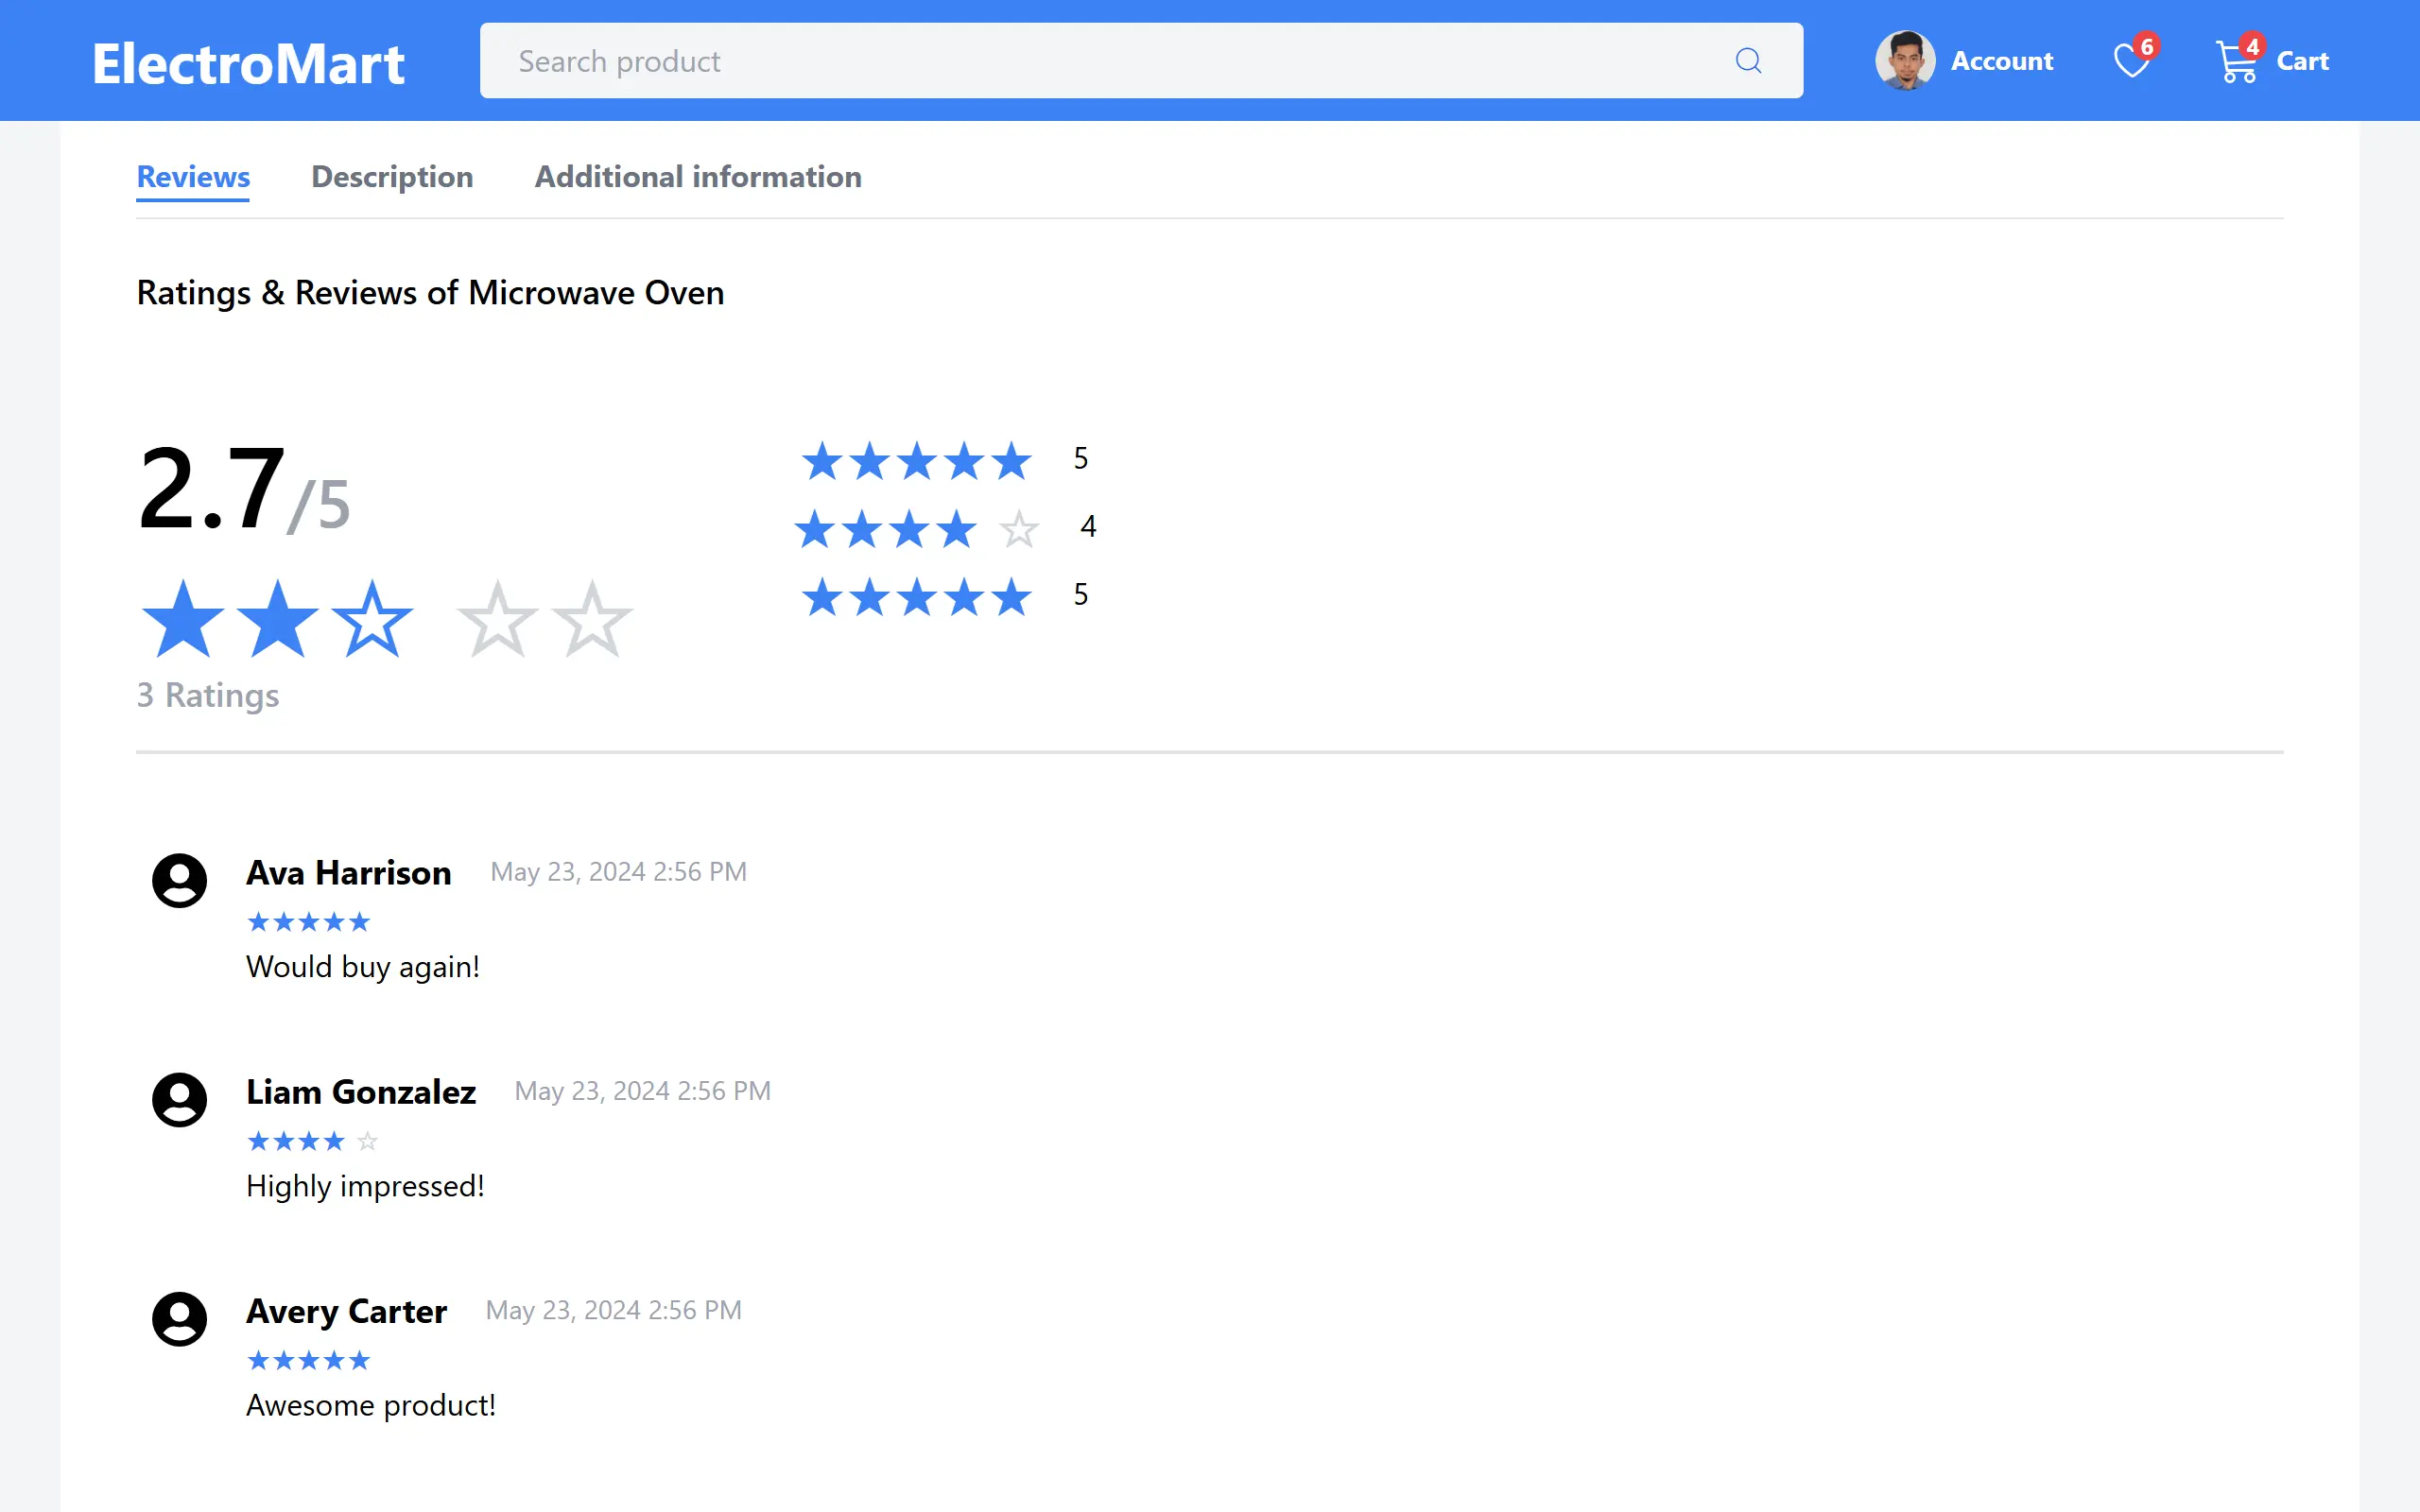 ElectroMart
Search product
Account
6
4
Cart
Reviews
Description
Additional information
Ratings & Reviews of Microwave Oven
2.7/5
3 Ratings
5
4
5
Ava Harrison May 23, 2024 2:56 PM
Would buy again!
Liam Gonzalez May 23, 2024 2:56 PM
Highly impressed!
Avery Carter May 23, 2024 2:56 PM
Awesome product!